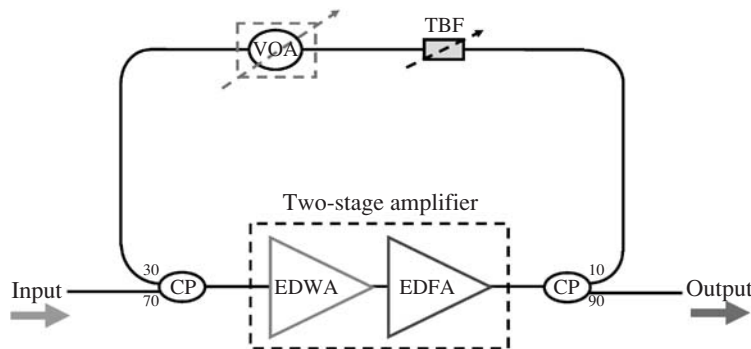 TBF
VOA
Two-stage amplifier
30
10
Input
CP
EDWA
EDFA
CP
Output
70
90